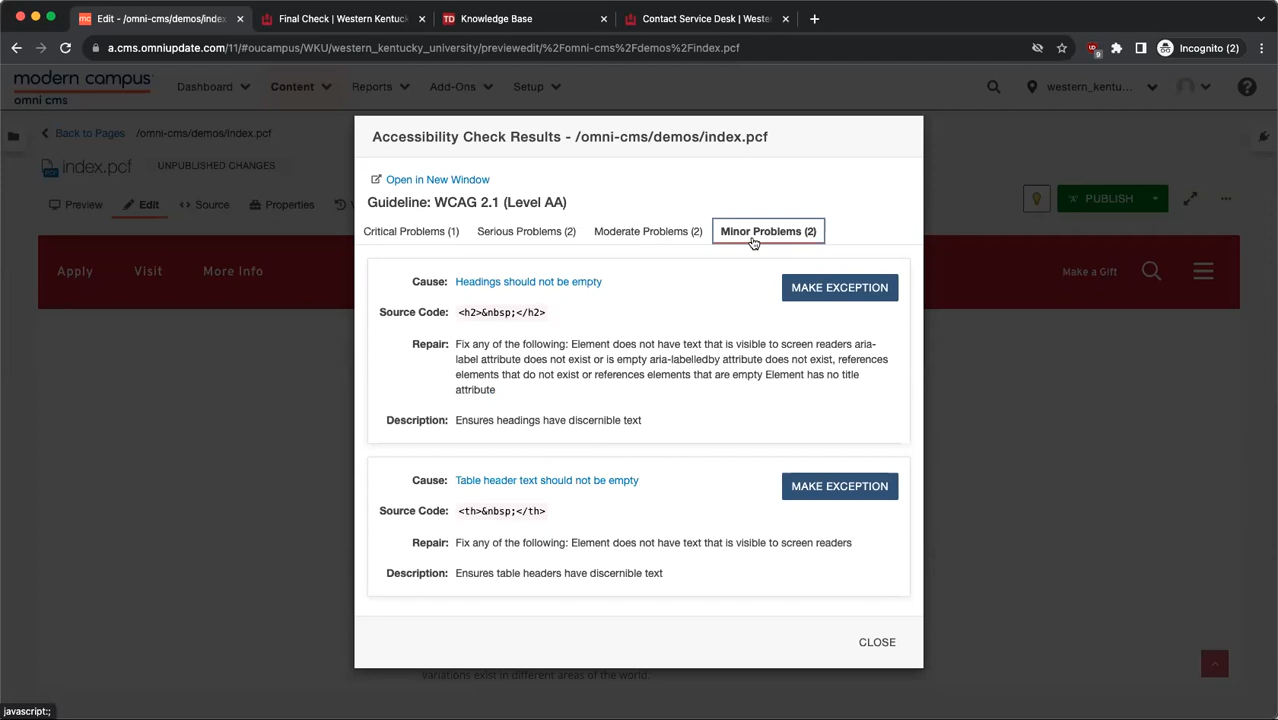 Edit - /omni-cms/demos/index
Final Check | Western Kentuc
TD Knowledge Base
Contact Service Desk | Weste
a.cms.omniupdate.com/11/#oucampus/WKU/western_kentucky_university/previewedit/%2Fomni-cms%2Fdemos%2Findex.pcf
9
Incognito (2)
modern campus
omni cms
Dashboard
Content
Reports
Add-Ons
Setup
western_kentu...
Back to Pages
/omni-cms/demos/index.pcf
index.pcf
UNPUBLISHED CHANGES
Preview
Edit
Source
Properties
PUBLISH
Apply
Visit
More Info
Make a Gift
Accessibility Check Results - /omni-cms/demos/index.pcf
Open in New Window
Guideline: WCAG 2.1 (Level AA)
Critical Problems (1)
Serious Problems (2)
Moderate Problems (2)
Minor Problems (2)
Cause: Headings should not be empty
MAKE EXCEPTION
Source Code: <h2>&nbsp;</h2>
Repair: Fix any of the following: Element does not have text that is visible to screen readers aria-
label attribute does not exist or is empty aria-labelledby attribute does not exist, references
elements that do not exist or references elements that are empty Element has no title
attribute
Description: Ensures headings have discernible text
Cause: Table header text should not be empty
MAKE EXCEPTION
Source Code: <th>&nbsp;</th>
Repair: Fix any of the following: Element does not have text that is visible to screen readers
Description: Ensures table headers have discernible text
CLOSE
variations exist in different areas of the world.
javascript:;